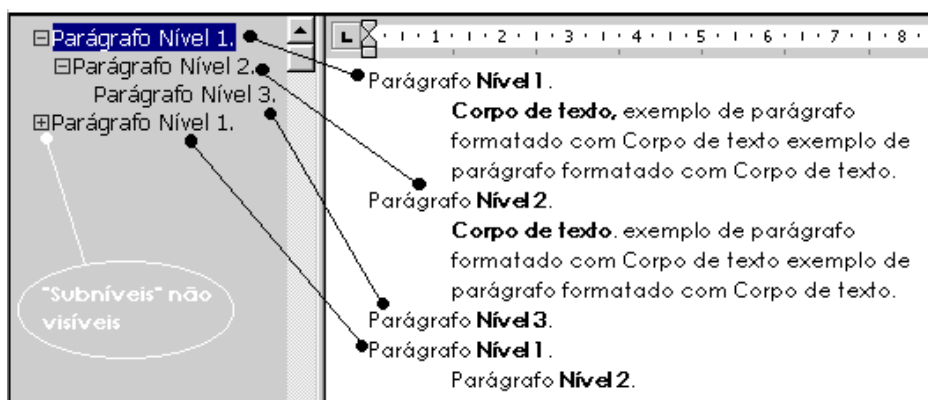 Parágrafo Nível 1.
Parágrafo Nível 2.
Parágrafo Nível 3.
Parágrafo Nível 1.
"Subníveis" não
visíveis
L · 1 · 2 · 3 · 4 · 5 · 6 · 7 · 8 ·
Parágrafo Nível 1.
Corpo de texto, exemplo de parágrafo
formatado com Corpo de texto exemplo de
parágrafo formatado com Corpo de texto.
Parágrafo Nível 2.
Corpo de texto. exemplo de parágrafo
formatado com Corpo de texto exemplo de
parágrafo formatado com Corpo de texto.
Parágrafo Nível 3.
Parágrafo Nível 1.
Parágrafo Nível 2.